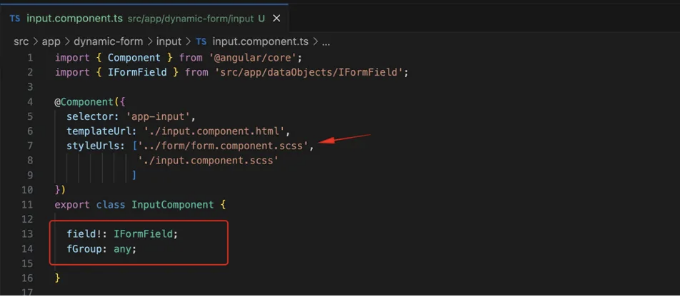 TS input.component.ts src/app/dynamic-form/input U ×
src > app > dynamic-form > input > TS input.component.ts > ...
1 import { Component } from '@angular/core';
2 import { IFormField } from 'src/app/dataObjects/IFormField';
3
4 @Component({
5 selector: 'app-input',
6 templateUrl: './input.component.html',
7 styleUrls: ['../form/form.component.scss',
8 './input.component.scss'
9 ]
10 })
11 export class InputComponent {
12
13 field!: IFormField;
14 fGroup: any;
15
16 }
17